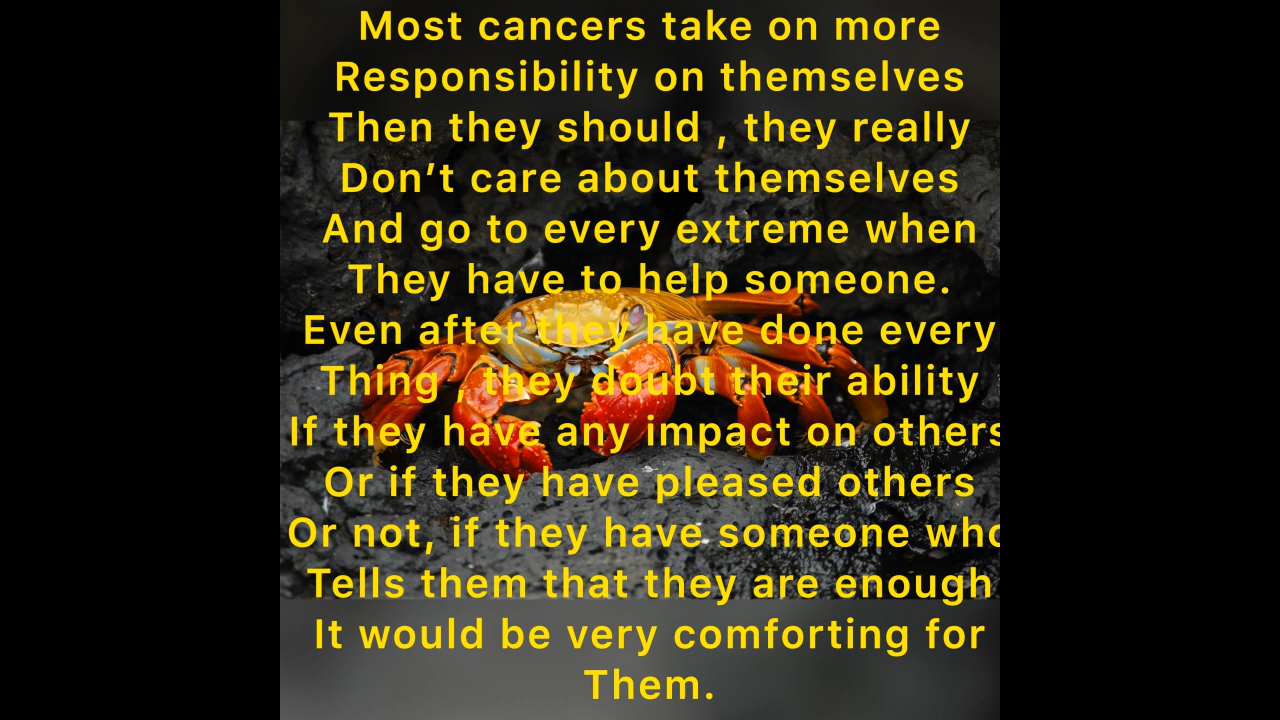 Most cancers take on more
Responsibility on themselves
Then they should , they really
Don’t care about themselves
And go to every extreme when
They have to help someone.
Even after they have done every
Thing , they doubt their ability
If they have any impact on others
Or if they have pleased others
Or not, if they have someone who
Tells them that they are enough
It would be very comforting for
Them.